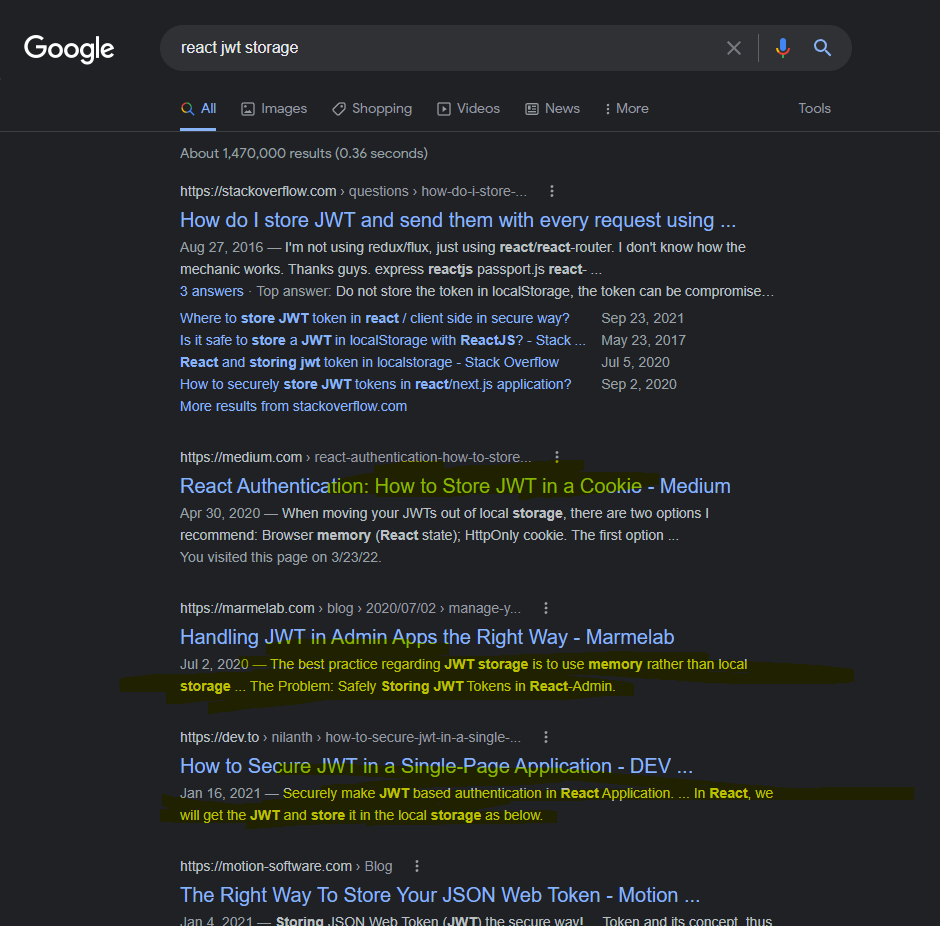 Google
react jwt storage
All Images Shopping Videos News More Tools
About 1,470,000 results (0.36 seconds)
https://stackoverflow.com › questions › how-do-i-store-...
How do I store JWT and send them with every request using ...
Aug 27, 2016 — I'm not using redux/flux, just using react/react-router. I don't know how the
mechanic works. Thanks guys. express reactjs passport.js react- ...
3 answers · Top answer: Do not store the token in localStorage, the token can be compromise…
Where to store JWT token in react / client side in secure way? Sep 23, 2021
Is it safe to store a JWT in localStorage with ReactJS? - Stack ... May 23, 2017
React and storing jwt token in localstorage - Stack Overflow Jul 5, 2020
How to securely store JWT tokens in react/next.js application? Sep 2, 2020
More results from stackoverflow.com
https://medium.com › react-authentication-how-to-store...
React Authentication: How to Store JWT in a Cookie - Medium
Apr 30, 2020 — When moving your JWTs out of local storage, there are two options I
recommend: Browser memory (React state); HttpOnly cookie. The first option ...
You visited this page on 3/23/22.
https://marmelab.com › blog › 2020/07/02 › manage-y...
Handling JWT in Admin Apps the Right Way - Marmelab
Jul 2, 2020 — The best practice regarding JWT storage is to use memory rather than local
storage ... The Problem: Safely Storing JWT Tokens in React-Admin.
https://dev.to › nilanth › how-to-secure-jwt-in-a-single-...
How to Secure JWT in a Single-Page Application - DEV ...
Jan 16, 2021 — Securely make JWT based authentication in React Application. ... In React, we
will get the JWT and store it in the local storage as below.
https://motion-software.com › Blog
The Right Way To Store Your JSON Web Token - Motion ...
Jan 4, 2021 — Storing JSON Web Token (JWT) the secure way! ... Token and its concept, thus